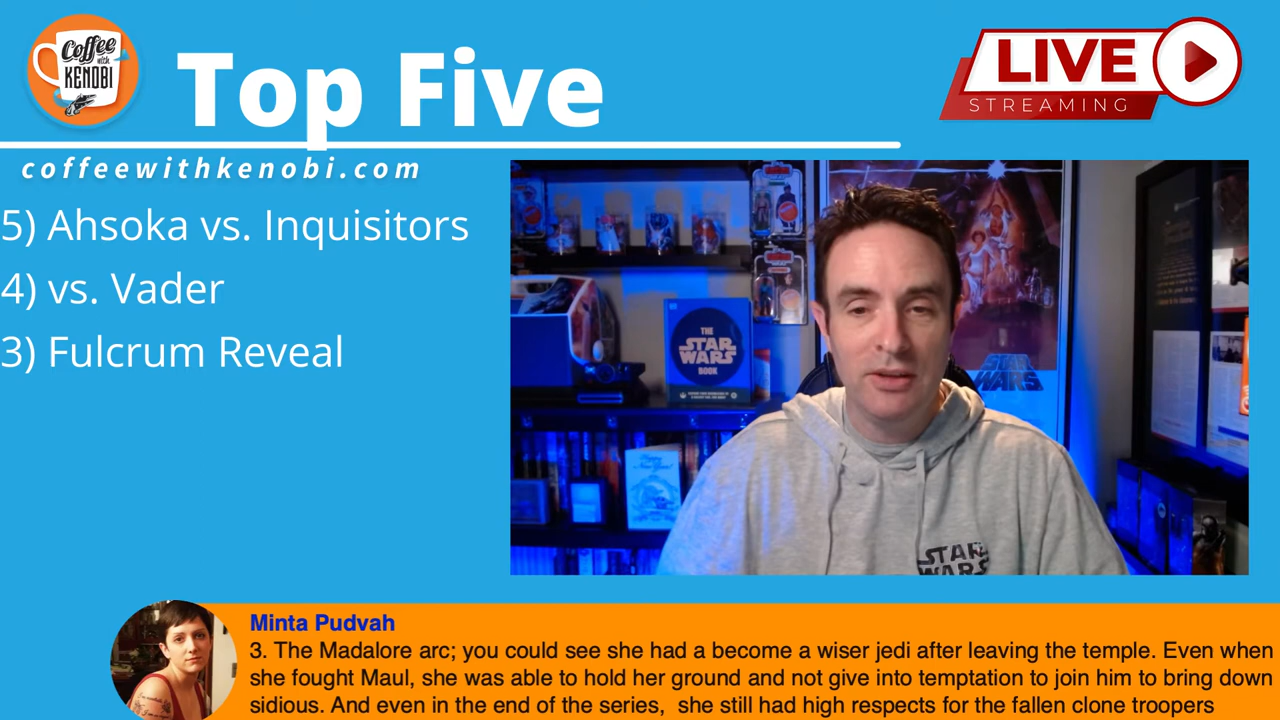 Coffee
with
KENOBI
Top Five
LIVE
STREAMING
coffeewithkenobi.com
5) Ahsoka vs. Inquisitors
4) vs. Vader
3) Fulcrum Reveal
THE
STAR
WARS
BOOK
STAR
WARS
STAR
WARS
Minta Pudvah
3. The Madalore arc; you could see she had a become a wiser jedi after leaving the temple. Even when
she fought Maul, she was able to hold her ground and not give into temptation to join him to bring down
sidious. And even in the end of the series, she still had high respects for the fallen clone troopers